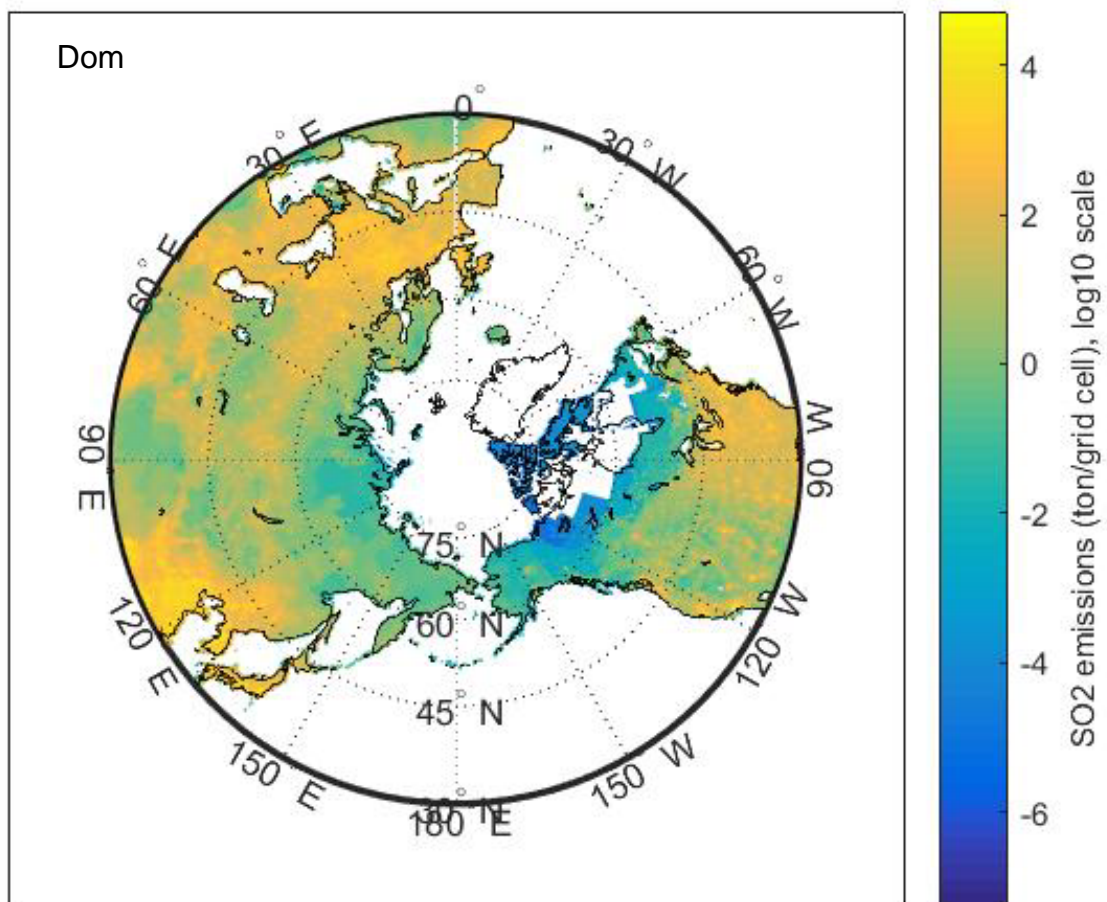 Dom
0°
30° E
30° W
60° E
60° W
90 E
90 W
75° N
60° N
45° N
120 E
120 W
150 E
150 W
30° N
180 E
4
2
0
-2
-4
-6
SO2 emissions (ton/grid cell), log10 scale